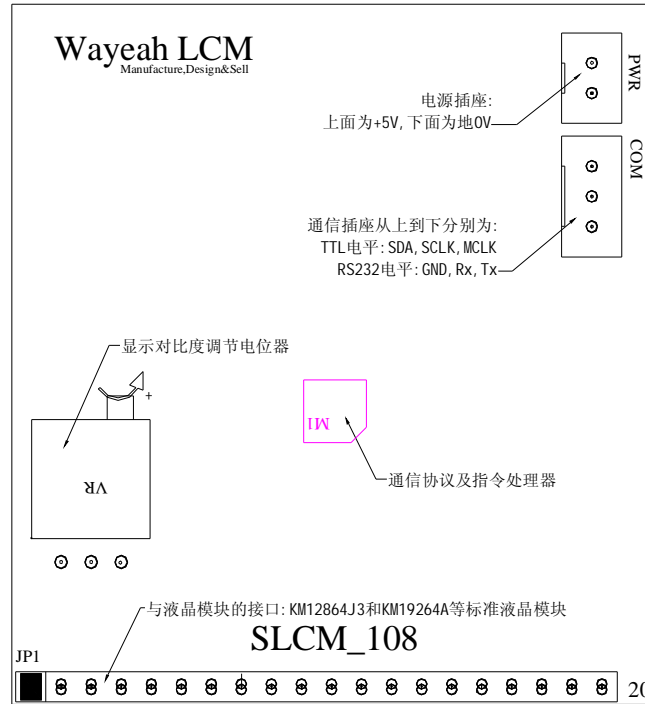 Wayeah LCM
Manufacture,Design&Sell
PWR
电源插座:
上面为+5V,下面为地0V
COM
通信插座从上到下分别为:
TTL电平:SDA,SCLK,MCLK
RS232电平:GND,Rx,Tx
显示对比度调节电位器
+
M1
VR
通信协议及指令处理器
与液晶模块的接口:KM12864J3和KM19264A等标准液晶模块
SLCM_108
JP1
20